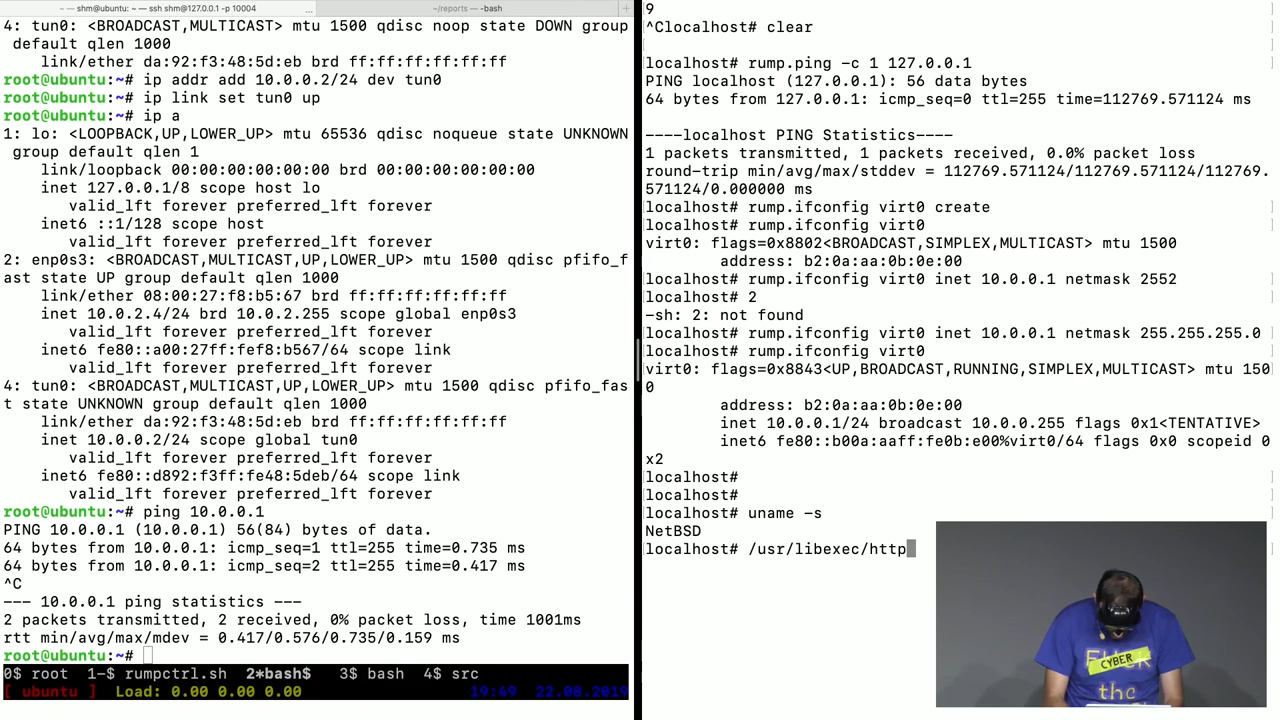 ~ — shm@ubuntu: ~ — ssh shm@127.0.0.1 -p 10004 ...
~/reports — -bash
4: tun0: <BROADCAST,MULTICAST> mtu 1500 qdisc noop state DOWN group
 default qlen 1000
link/ether da:92:f3:48:5d:eb brd ff:ff:ff:ff:ff:ff
root@ubuntu:~# ip addr add 10.0.0.2/24 dev tun0
root@ubuntu:~# ip link set tun0 up
root@ubuntu:~# ip a
1: lo: <LOOPBACK,UP,LOWER_UP> mtu 65536 qdisc noqueue state UNKNOWN
 group default qlen 1
link/loopback 00:00:00:00:00:00 brd 00:00:00:00:00:00
inet 127.0.0.1/8 scope host lo
valid_lft forever preferred_lft forever
inet6 ::1/128 scope host
valid_lft forever preferred_lft forever
2: enp0s3: <BROADCAST,MULTICAST,UP,LOWER_UP> mtu 1500 qdisc pfifo_f
ast state UP group default qlen 1000
link/ether 08:00:27:f8:b5:67 brd ff:ff:ff:ff:ff:ff
inet 10.0.2.4/24 brd 10.0.2.255 scope global enp0s3
valid_lft forever preferred_lft forever
inet6 fe80::a00:27ff:fef8:b567/64 scope link
valid_lft forever preferred_lft forever
4: tun0: <BROADCAST,MULTICAST,UP,LOWER_UP> mtu 1500 qdisc pfifo_fas
t state UNKNOWN group default qlen 1000
link/ether da:92:f3:48:5d:eb brd ff:ff:ff:ff:ff:ff
inet 10.0.0.2/24 scope global tun0
valid_lft forever preferred_lft forever
inet6 fe80::d892:f3ff:fe48:5deb/64 scope link
valid_lft forever preferred_lft forever
root@ubuntu:~# ping 10.0.0.1
PING 10.0.0.1 (10.0.0.1) 56(84) bytes of data.
64 bytes from 10.0.0.1: icmp_seq=1 ttl=255 time=0.735 ms
64 bytes from 10.0.0.1: icmp_seq=2 ttl=255 time=0.417 ms
^C
--- 10.0.0.1 ping statistics ---
2 packets transmitted, 2 received, 0% packet loss, time 1001ms
rtt min/avg/max/mdev = 0.417/0.576/0.735/0.159 ms
root@ubuntu:~#
0$ root  1-$ rumpctrl.sh  2*bash$   3$ bash  4$ src
[ ubuntu ]  Load: 0.00 0.00 0.00   19:49  22.08.2019
9
^Clocalhost# clear
localhost# rump.ping -c 1 127.0.0.1
PING localhost (127.0.0.1): 56 data bytes
64 bytes from 127.0.0.1: icmp_seq=0 ttl=255 time=112769.571124 ms
----localhost PING Statistics----
1 packets transmitted, 1 packets received, 0.0% packet loss
round-trip min/avg/max/stddev = 112769.571124/112769.571124/112769.
571124/0.000000 ms
localhost# rump.ifconfig virt0 create
localhost# rump.ifconfig virt0
virt0: flags=0x8802<BROADCAST,SIMPLEX,MULTICAST> mtu 1500
address: b2:0a:aa:0b:0e:00
localhost# rump.ifconfig virt0 inet 10.0.0.1 netmask 2552
localhost# 2
-sh: 2: not found
localhost# rump.ifconfig virt0 inet 10.0.0.1 netmask 255.255.255.0
localhost# rump.ifconfig virt0
virt0: flags=0x8843<UP,BROADCAST,RUNNING,SIMPLEX,MULTICAST> mtu 150
0
address: b2:0a:aa:0b:0e:00
inet 10.0.0.1/24 broadcast 10.0.0.255 flags 0x1<TENTATIVE>
inet6 fe80::b00a:aaff:fe0b:e00%virt0/64 flags 0x0 scopeid 0
x2
localhost#
localhost#
localhost# uname -s
NetBSD
localhost# /usr/libexec/http
CYBER
the